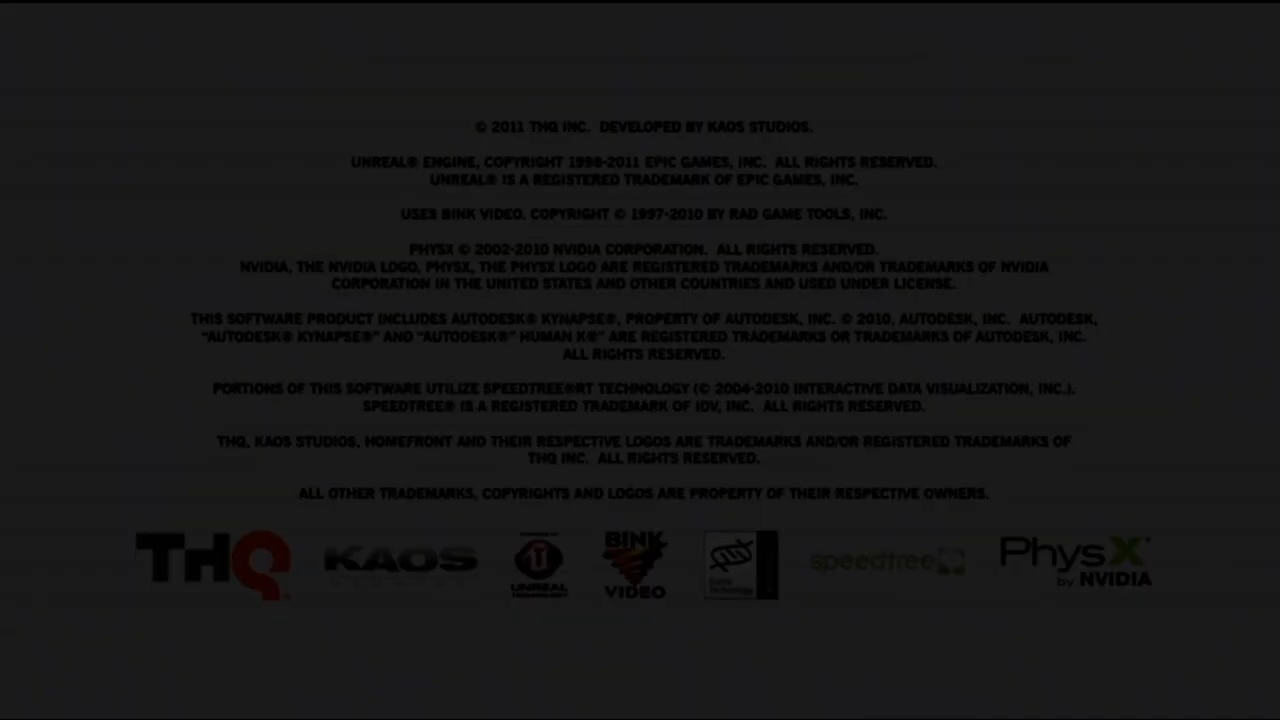 © 2011 THQ INC.  DEVELOPED BY KAOS STUDIOS.
UNREAL® ENGINE, COPYRIGHT 1998-2011 EPIC GAMES, INC.  ALL RIGHTS RESERVED.
UNREAL® IS A REGISTERED TRADEMARK OF EPIC GAMES, INC.
USES BINK VIDEO. COPYRIGHT © 1997-2010 BY RAD GAME TOOLS, INC.
PHYSX © 2002-2010 NVIDIA CORPORATION.  ALL RIGHTS RESERVED.
NVIDIA, THE NVIDIA LOGO, PHYSX, THE PHYSX LOGO ARE REGISTERED TRADEMARKS AND/OR TRADEMARKS OF NVIDIA
CORPORATION IN THE UNITED STATES AND OTHER COUNTRIES AND USED UNDER LICENSE.
THIS SOFTWARE PRODUCT INCLUDES AUTODESK® KYNAPSE®, PROPERTY OF AUTODESK, INC. © 2010, AUTODESK, INC.  AUTODESK,
"AUTODESK® KYNAPSE®" AND "AUTODESK®" HUMAN K®" ARE REGISTERED TRADEMARKS OR TRADEMARKS OF AUTODESK, INC.
ALL RIGHTS RESERVED.
PORTIONS OF THIS SOFTWARE UTILIZE SPEEDTREE®RT TECHNOLOGY (© 2004-2010 INTERACTIVE DATA VISUALIZATION, INC.).
SPEEDTREE® IS A REGISTERED TRADEMARK OF IDV, INC.  ALL RIGHTS RESERVED.
THQ, KAOS STUDIOS, HOMEFRONT AND THEIR RESPECTIVE LOGOS ARE TRADEMARKS AND/OR REGISTERED TRADEMARKS OF
THQ INC.  ALL RIGHTS RESERVED.
ALL OTHER TRADEMARKS, COPYRIGHTS AND LOGOS ARE PROPERTY OF THEIR RESPECTIVE OWNERS.
THQ
KAOS
UNREAL
TECHNOLOGY
BINK
VIDEO
Game
Technology
speedtree
PhysX
by NVIDIA